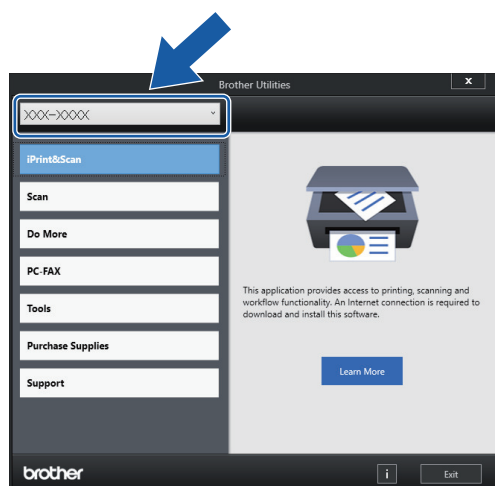 Brother Utilities
X
XXX-XXXX
iPrint&Scan
Scan
Do More
PC-FAX
Tools
Purchase Supplies
Support
This application provides access to printing, scanning and
workflow functionality. An Internet connection is required to
download and install this software.
Learn More
brother
i
Exit